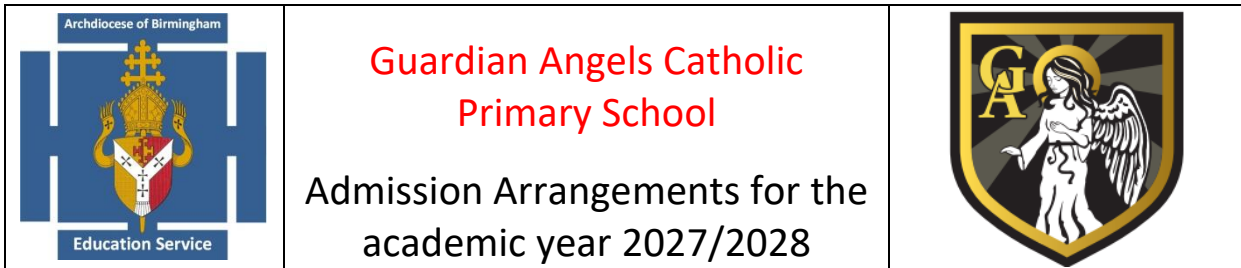 Archdiocese of Birmingham
Education Service
Guardian Angels Catholic
Primary School
Admission Arrangements for the
academic year 2027/2028
GA